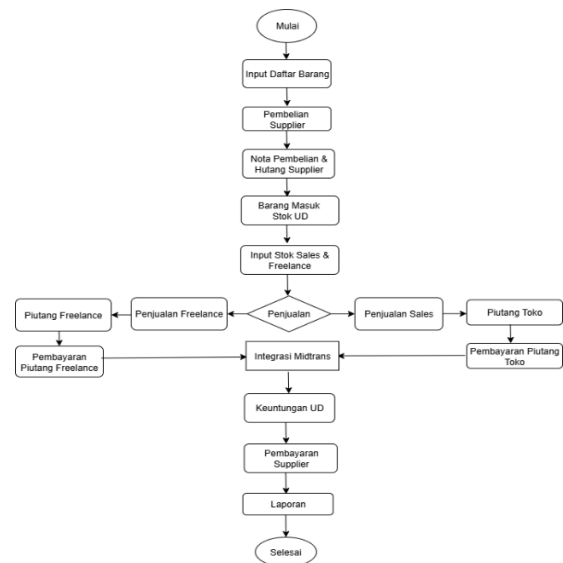 Mulai
Input Daftar Barang
Pembelian
Supplier
Nota Pembelian &
Hutang Supplier
Barang Masuk
Stok UD
Input Stok Sales &
Freelance
Piutang Freelance
Penjualan Freelance
Penjualan
Penjualan Sales
Piutang Toko
Pembayaran
Piutang Freelance
Integrasi Midtrans
Pembayaran Piutang
Toko
Keuntungan UD
Pembayaran
Supplier
Laporan
Selesai